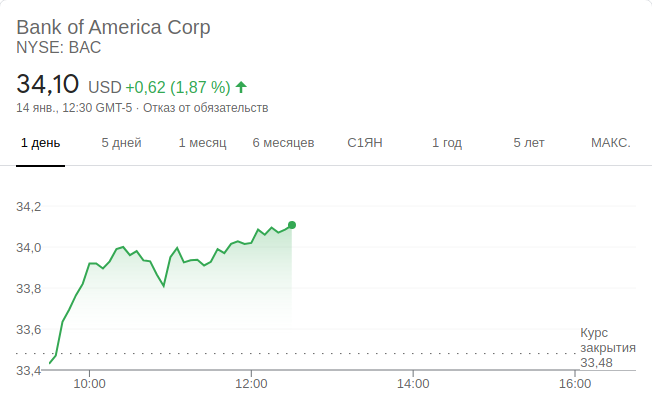 Bank of America Corp
NYSE: BAC
34,10 USD +0,62 (1,87 %)
14 янв., 12:30 GMT-5 · Отказ от обязательств
1 день 5 дней 1 месяц 6 месяцев С1ЯН 1 год 5 лет МАКС.
34,2
34,0
33,8
33,6
Курс
закрытия
33,48
33,4
10:00 12:00 14:00 16:00